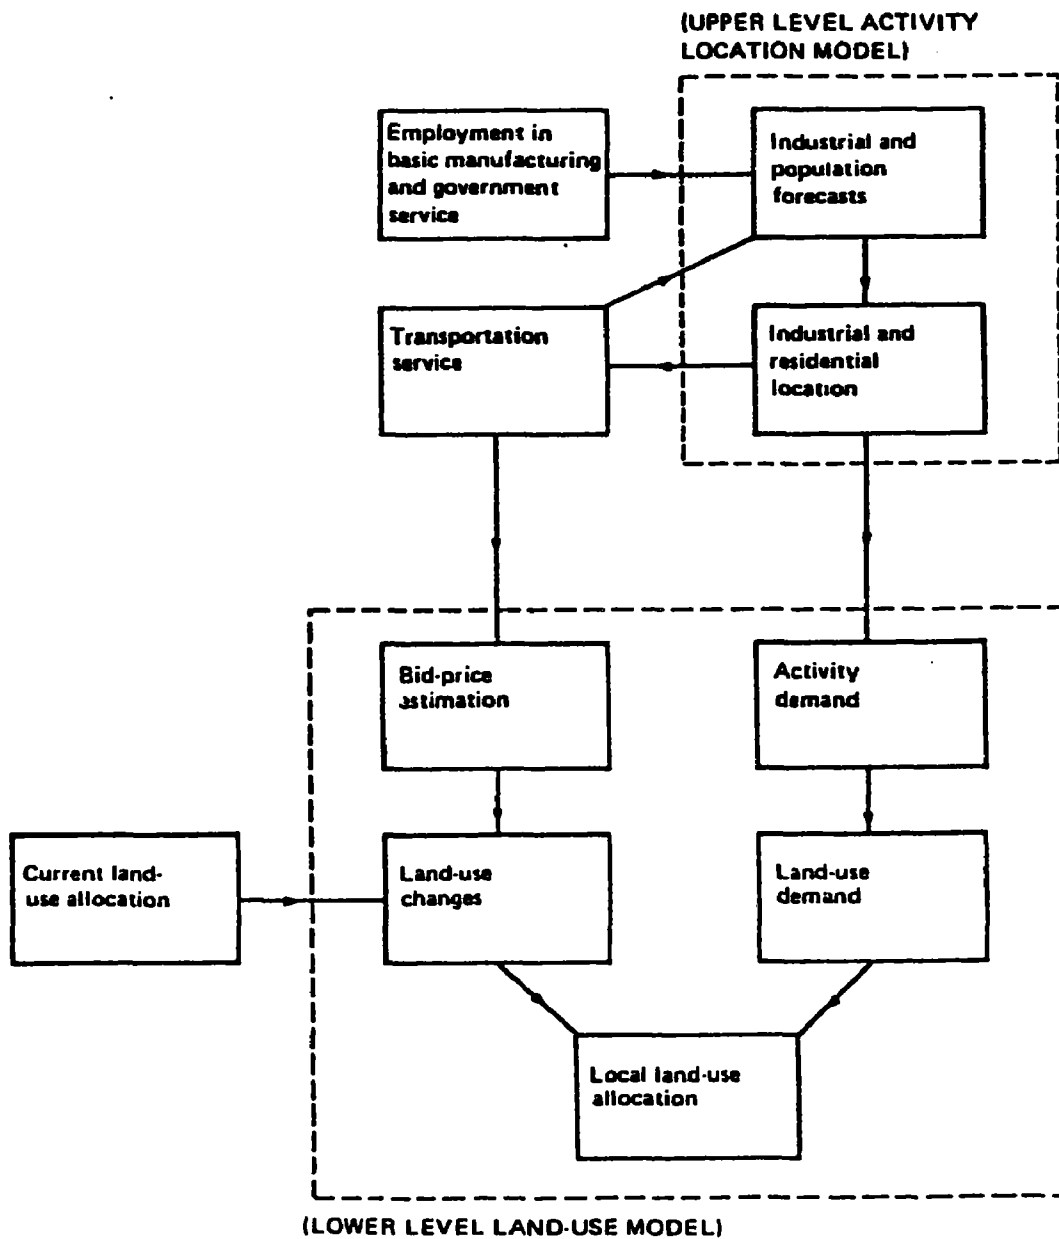 (UPPER LEVEL ACTIVITY
LOCATION MODEL)
Employment in
basic manufacturing
and government
service
Industrial and
population
forecasts
Transportation
service
Industrial and
residential
location
Bid-price
estimation
Activity
demand
Current land-
use allocation
Land-use
changes
Land-use
demand
Local land-use
allocation
(LOWER LEVEL LAND-USE MODEL)